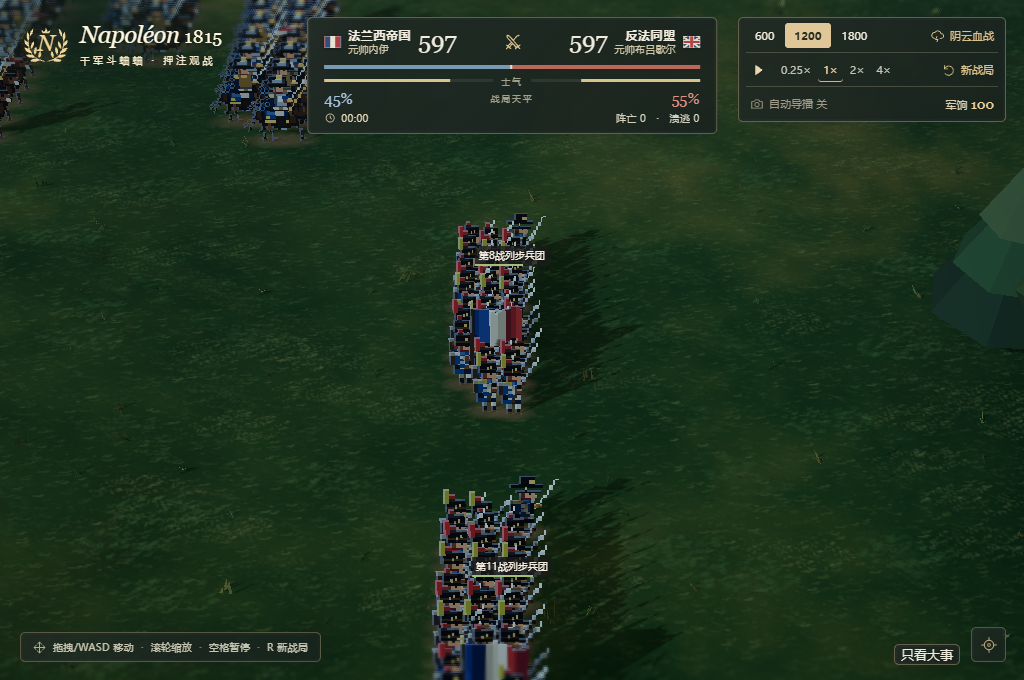 Napoléon 1815
千军斗蛐蛐 · 押注观战
法兰西帝国
元帅内伊
597
597
反法同盟
元帅布吕歇尔
士气
45%
战局天平
55%
00:00
阵亡 0 · 溃逃 0
600 1200 1800 阴云血战
0.25× 1× 2× 4× 新战局
自动导播 关 军饷 100
第8战列步兵团
第11战列步兵团
拖拽/WASD 移动 · 滚轮缩放 · 空格暂停 · R 新战局
只看大事